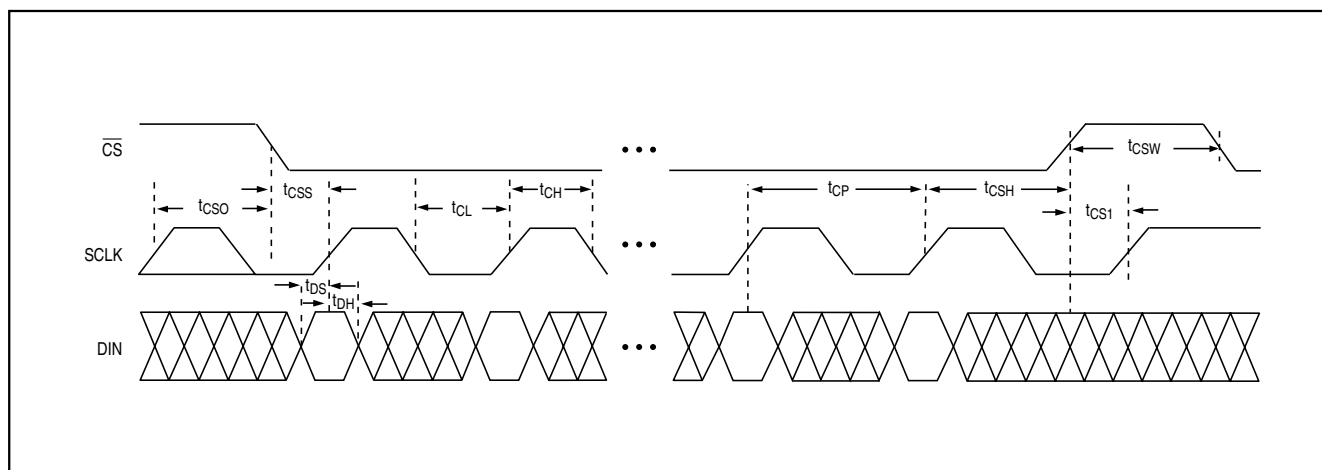 CS
tCSW
tCSS
tCH
tCP
tCSH
tCSO
tCL
tCS1
SCLK
tDS
tDH
DIN